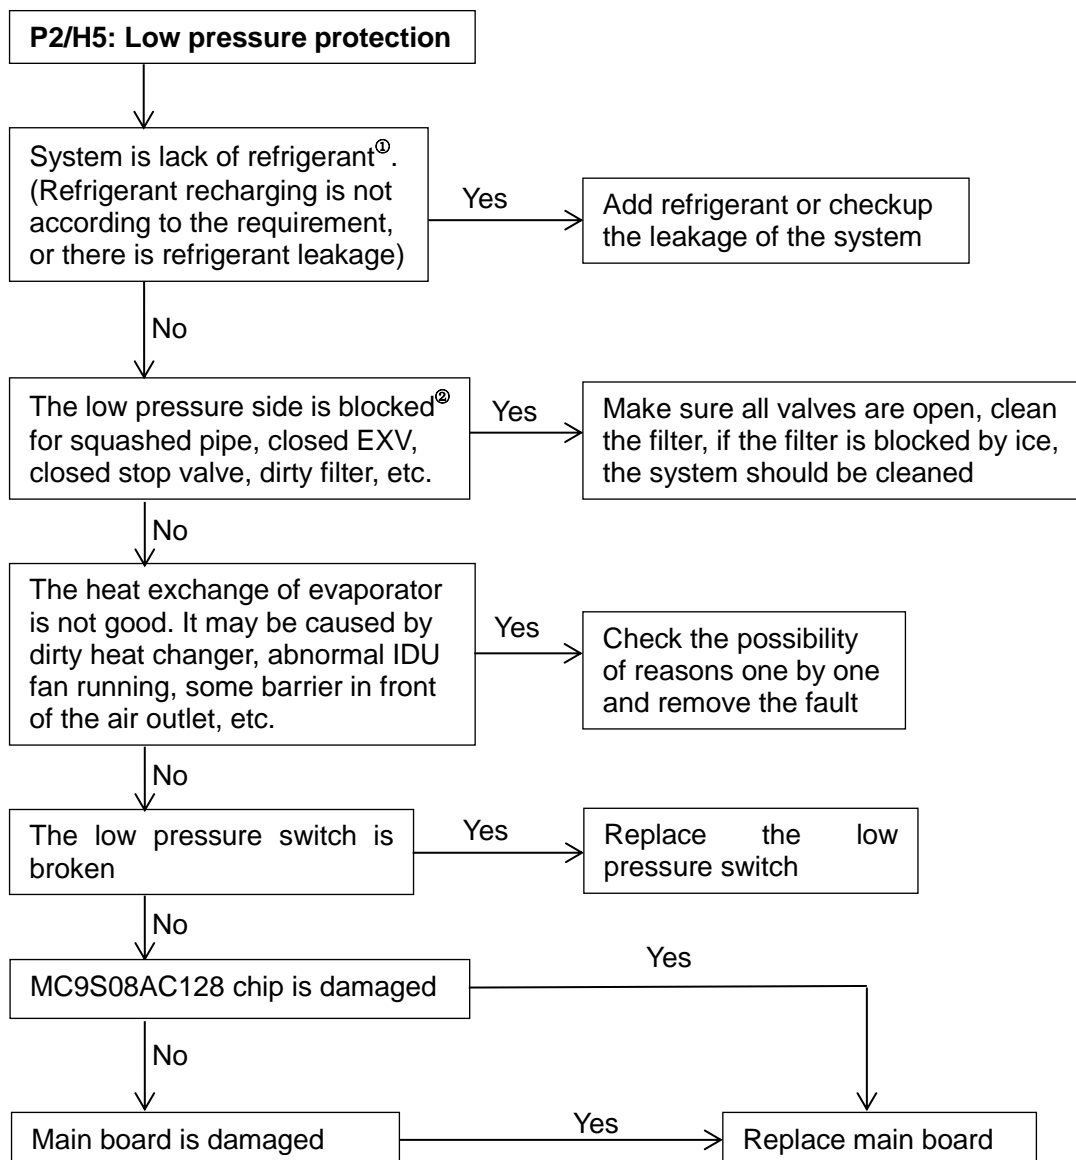 P2/H5: Low pressure protection
System is lack of refrigerant①.
(Refrigerant recharging is not
according to the requirement,
or there is refrigerant leakage)
Yes
Add refrigerant or checkup
the leakage of the system
No
The low pressure side is blocked②
for squashed pipe, closed EXV,
closed stop valve, dirty filter, etc.
Yes
Make sure all valves are open, clean
the filter, if the filter is blocked by ice,
the system should be cleaned
No
The heat exchange of evaporator
is not good. It may be caused by
dirty heat changer, abnormal IDU
fan running, some barrier in front
of the air outlet, etc.
Yes
Check the possibility
of reasons one by one
and remove the fault
No
The low pressure switch is
broken
Yes
Replace the low
pressure switch
No
MC9S08AC128 chip is damaged
Yes
No
Main board is damaged
Yes
Replace main board